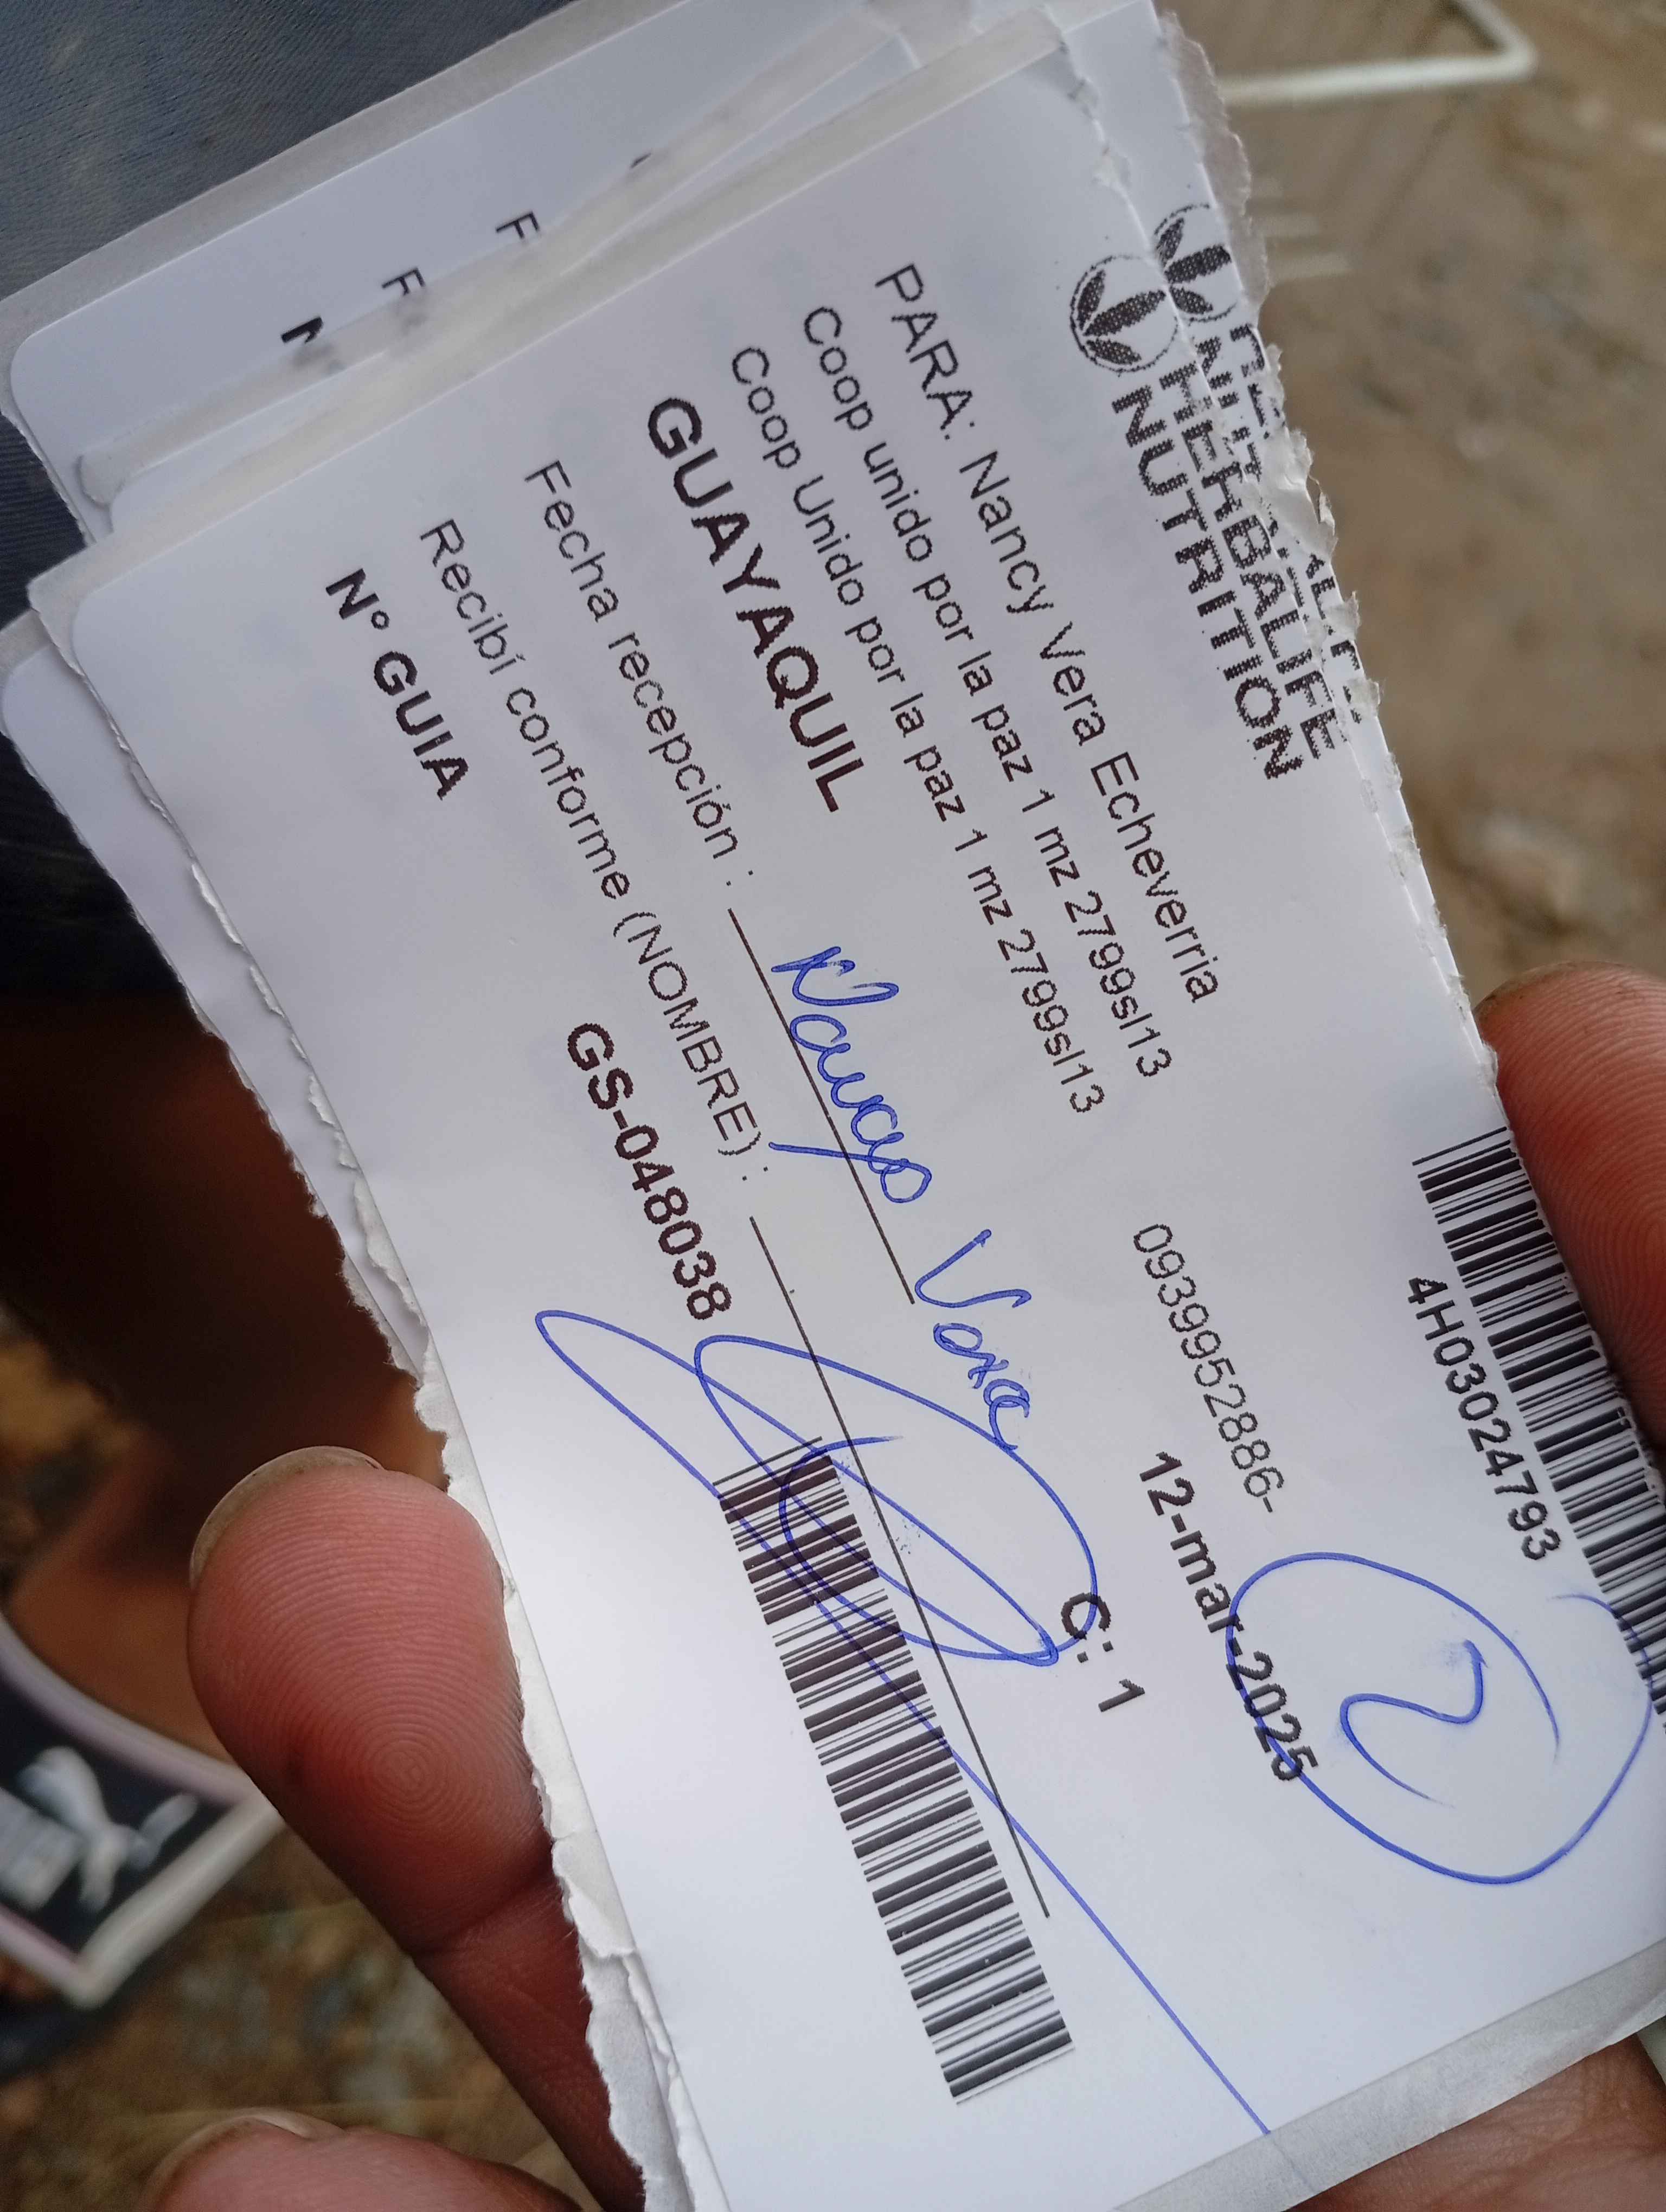 HERBALIFE
NUTRITION
4H03024793
PARA: Nancy Vera Echeverria
0939952886-
Coop unido por la paz 1 mz 2799sl13
12-mar-2025
2
Coop Unido por la paz 1 mz 2799sl13
GUAYAQUIL
C: 1
Fecha recepción :
Nancy Vera
Recibí conforme (NOMBRE) :
N° GUIA
GS-048038